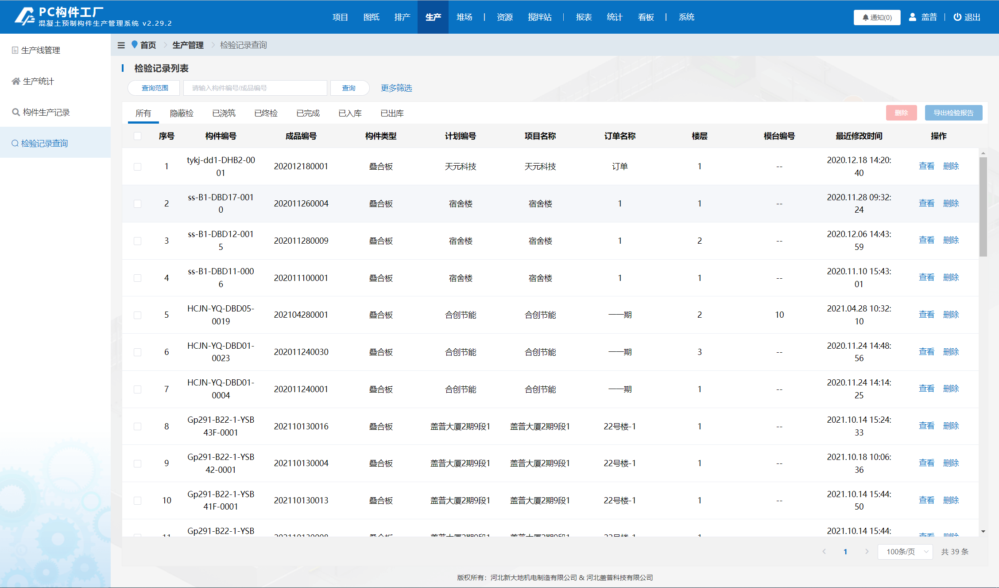 PC构件工厂
混凝土预制构件生产管理系统 v2.29.2
项目 图纸 排产 生产 堆场 | 资源 搅拌站 | 报表 统计 看板 | 系统
通知(0) 盖普 | 退出
生产线管理
生产统计
构件生产记录
检验记录查询
首页 > 生产管理 > 检验记录查询
检验记录列表
查询范围 请输入构件编号/成品编号 查询 更多筛选
所有 隐蔽检 已浇筑 已终检 已完成 已入库 已出库 删除 导出检验报告
序号 构件编号 成品编号 构件类型 计划编号 项目名称 订单名称 楼层 模台编号 最近修改时间 操作
1 tykj-dd1-DHB2-0001 202012180001 叠合板 天元科技 天元科技 订单 1 -- 2020.12.18 14:20:40 查看 删除
2 ss-B1-DBD17-0010 202011260004 叠合板 宿舍楼 宿舍楼 1 1 -- 2020.11.28 09:32:24 查看 删除
3 ss-B1-DBD12-0015 202011280009 叠合板 宿舍楼 宿舍楼 1 2 -- 2020.12.06 14:43:59 查看 删除
4 ss-B1-DBD11-0006 202011100001 叠合板 宿舍楼 宿舍楼 1 1 -- 2020.11.10 15:43:01 查看 删除
5 HCJN-YQ-DBD05-0019 202104280001 叠合板 合创节能 合创节能 一一期 2 10 2021.04.28 10:32:10 查看 删除
6 HCJN-YQ-DBD01-0023 202011240030 叠合板 合创节能 合创节能 一一期 3 -- 2020.11.24 14:48:56 查看 删除
7 HCJN-YQ-DBD01-0004 202011240001 叠合板 合创节能 合创节能 一一期 1 -- 2020.11.24 14:14:25 查看 删除
8 Gp291-B22-1-YSB43F-0001 202110130016 叠合板 盖普大厦2期9段1 盖普大厦2期9段1 22号楼-1 1 -- 2021.10.14 15:24:33 查看 删除
9 Gp291-B22-1-YSB42-0001 202110130004 叠合板 盖普大厦2期9段1 盖普大厦2期9段1 22号楼-1 1 -- 2021.10.18 10:06:36 查看 删除
10 Gp291-B22-1-YSB41F-0001 202110130013 叠合板 盖普大厦2期9段1 盖普大厦2期9段1 22号楼-1 1 -- 2021.10.14 15:44:50 查看 删除
Gp291-B22-1-YSB 2021.10.14 15:44:
1 100条/页 共 39 条
版权所有：河北新大地机电制造有限公司 & 河北盖普科技有限公司